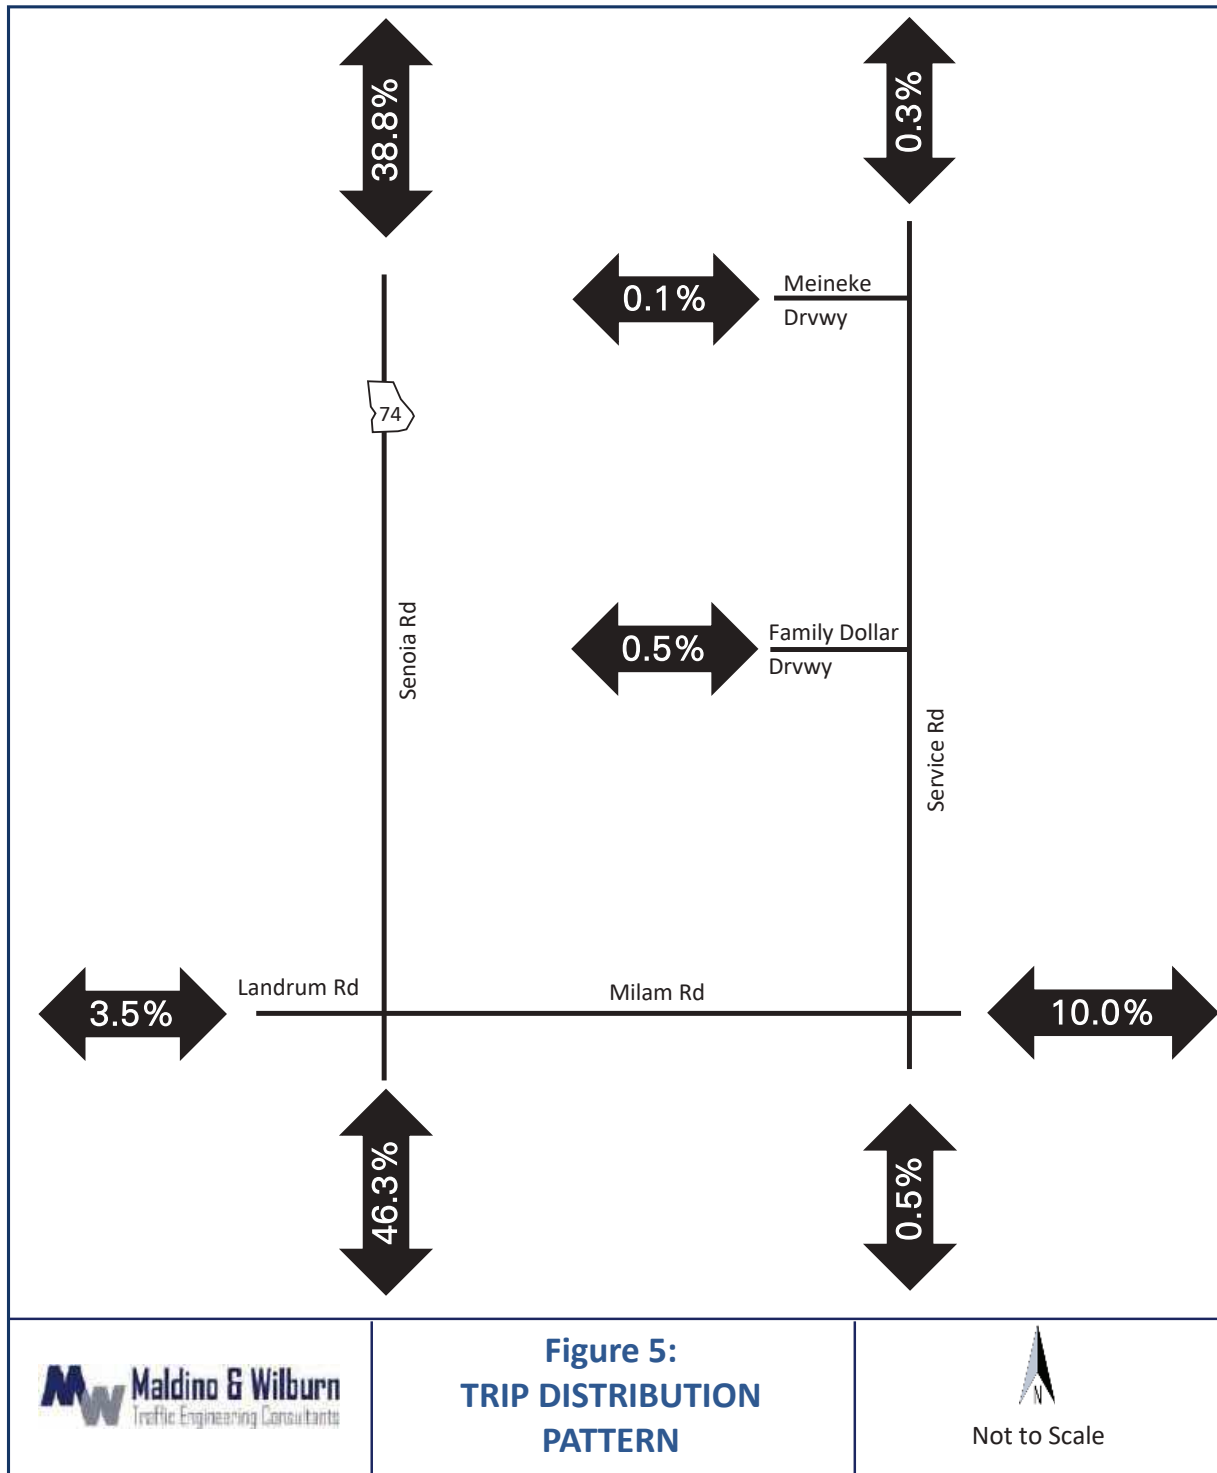 38.8%
0.3%
0.1%
Meineke
Drvwy
74
Senoia Rd
0.5%
Family Dollar
Drvwy
Service Rd
3.5%
Landrum Rd
Milam Rd
10.0%
46.3%
0.5%
MW
Maldino & Wilburn
Traffic Engineering Consultants
Figure 5:
TRIP DISTRIBUTION
PATTERN
N
Not to Scale